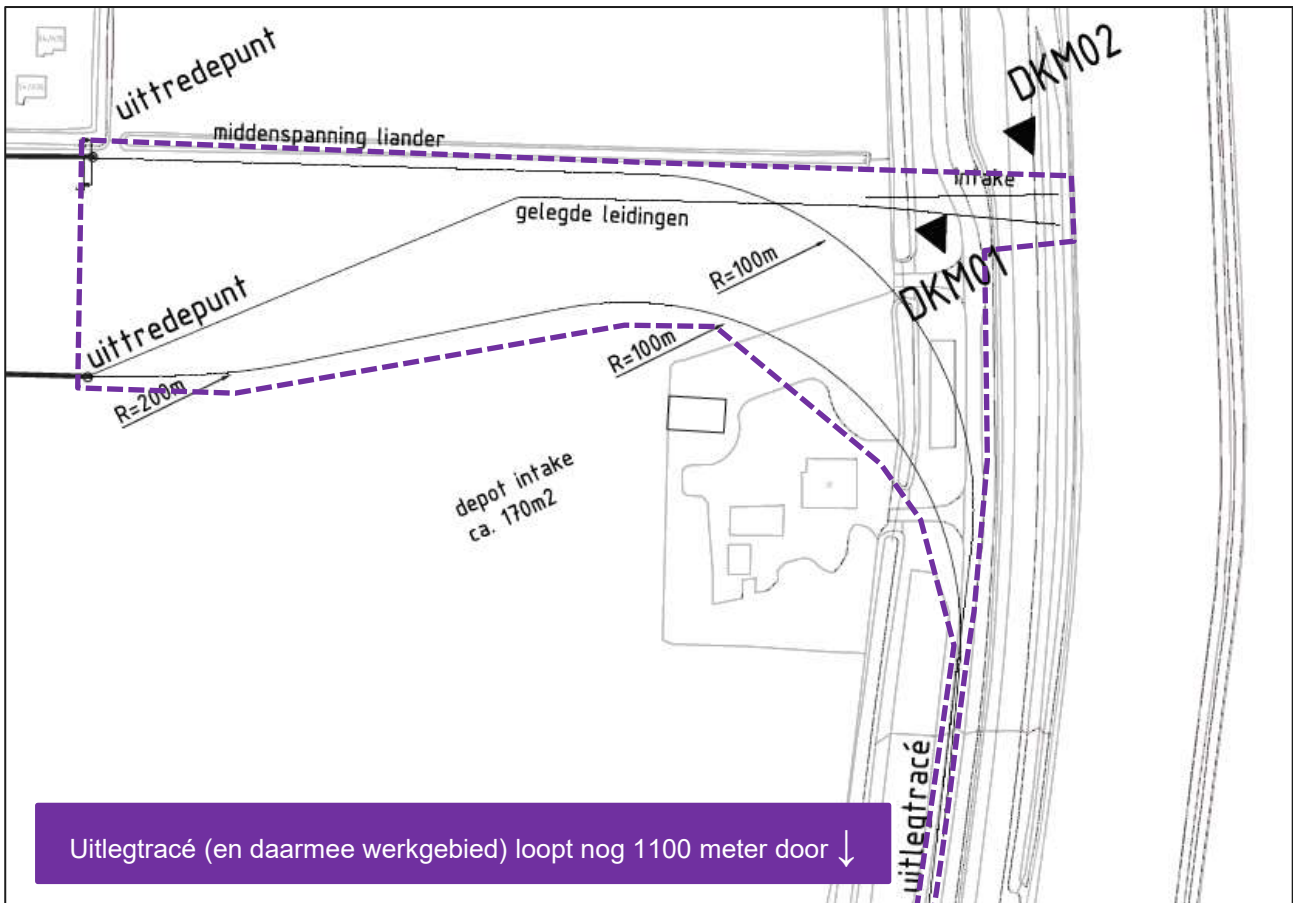 uittredepunt
DKM02
middenspanning liander
intake
gelegde leidingen
DKM01
R=100m
uittredepunt
R=100m
R=200m
depot intake
ca. 170m2
uitlegtracé
Uitlegtracé (en daarmee werkgebied) loopt nog 1100 meter door ↓